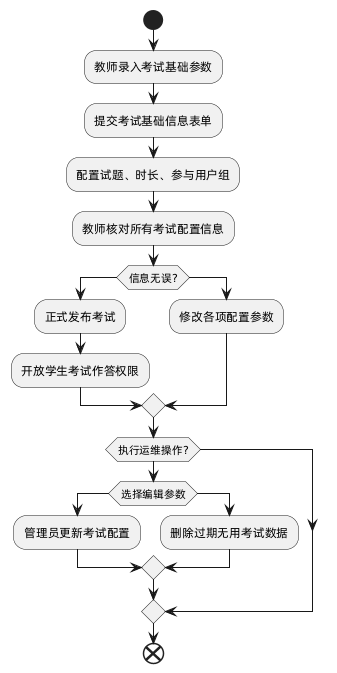 教师录入考试基础参数
提交考试基础信息表单
配置试题、时长、参与用户组
教师核对所有考试配置信息
信息无误?
正式发布考试
修改各项配置参数
开放学生考试作答权限
执行运维操作?
选择编辑参数
管理员更新考试配置
删除过期无用考试数据